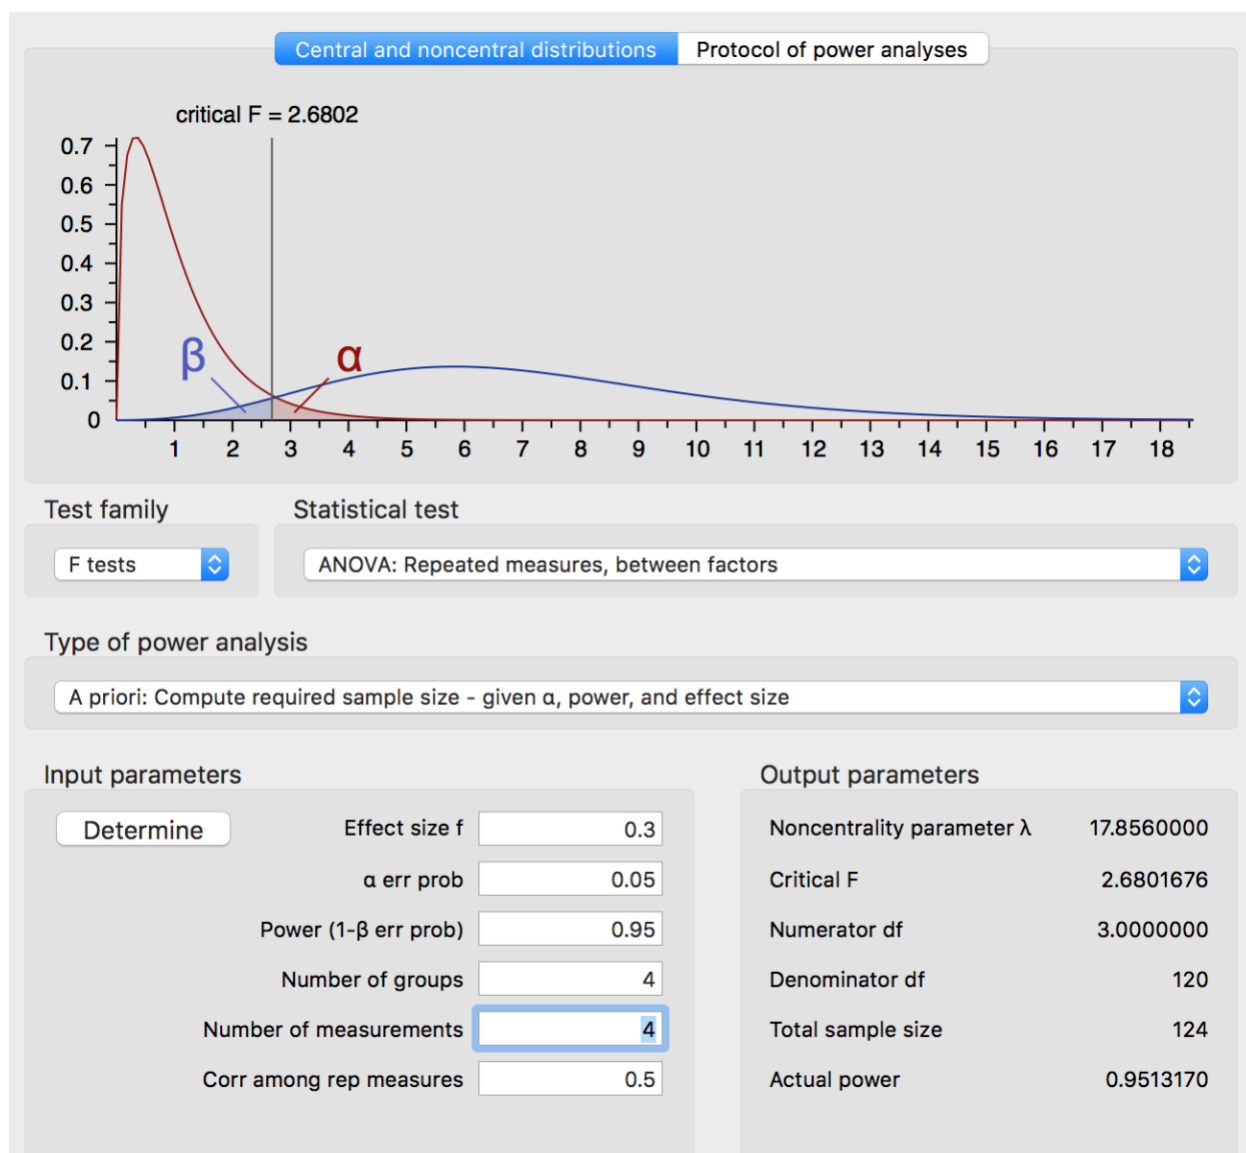 Central and noncentral distributions Protocol of power analyses
critical F = 2.6802
0.7
0.6
0.5
0.4
0.3
0.2
0.1
0
β α
1 2 3 4 5 6 7 8 9 10 11 12 13 14 15 16 17 18
Test family Statistical test
F tests ANOVA: Repeated measures, between factors
Type of power analysis
A priori: Compute required sample size - given α, power, and effect size
Input parameters Output parameters
Determine Effect size f 0.3 Noncentrality parameter λ 17.8560000
α err prob 0.05 Critical F 2.6801676
Power (1-β err prob) 0.95 Numerator df 3.0000000
Number of groups 4 Denominator df 120
Number of measurements 4 Total sample size 124
Corr among rep measures 0.5 Actual power 0.9513170